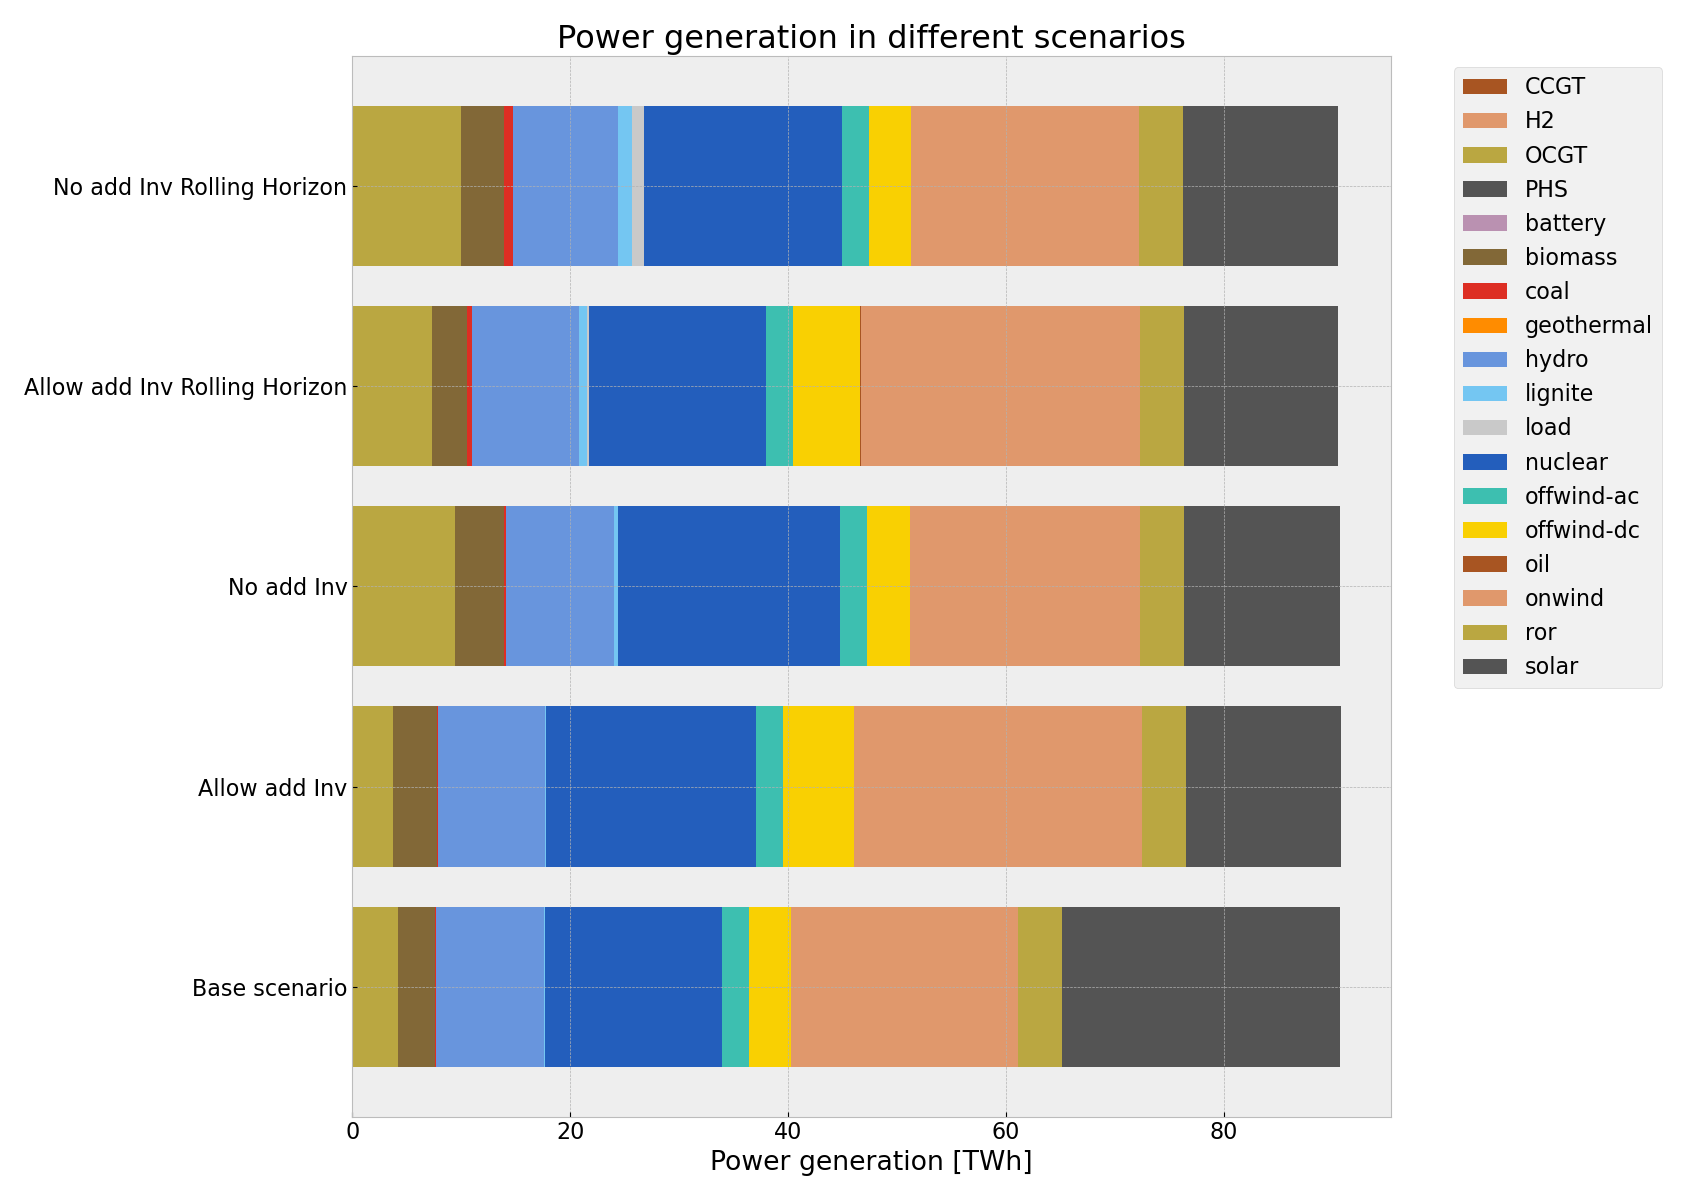 Power generation in different scenarios
No add Inv Rolling Horizon
Allow add Inv Rolling Horizon
No add Inv
Allow add Inv
Base scenario
0 20 40 60 80
Power generation [TWh]
CCGT
H2
OCGT
PHS
battery
biomass
coal
geothermal
hydro
lignite
load
nuclear
offwind-ac
offwind-dc
oil
onwind
ror
solar